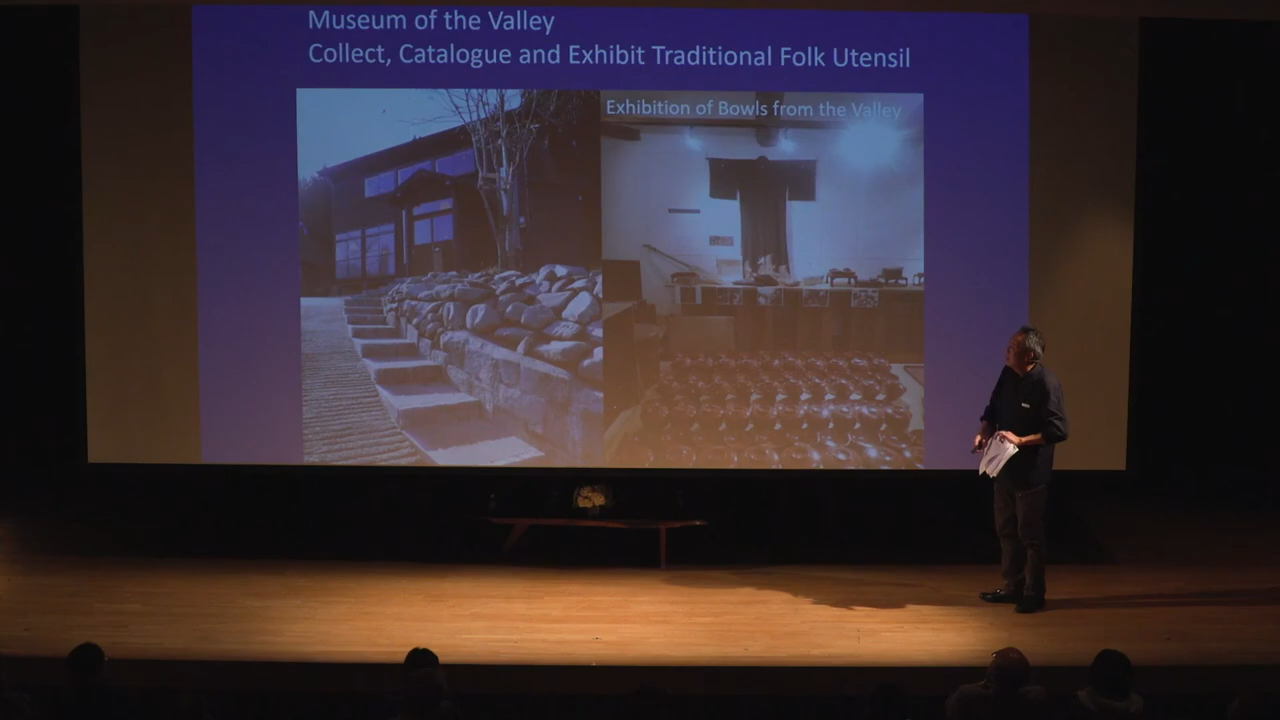 Museum of the Valley
Collect, Catalogue and Exhibit Traditional Folk Utensil
Exhibition of Bowls from the Valley